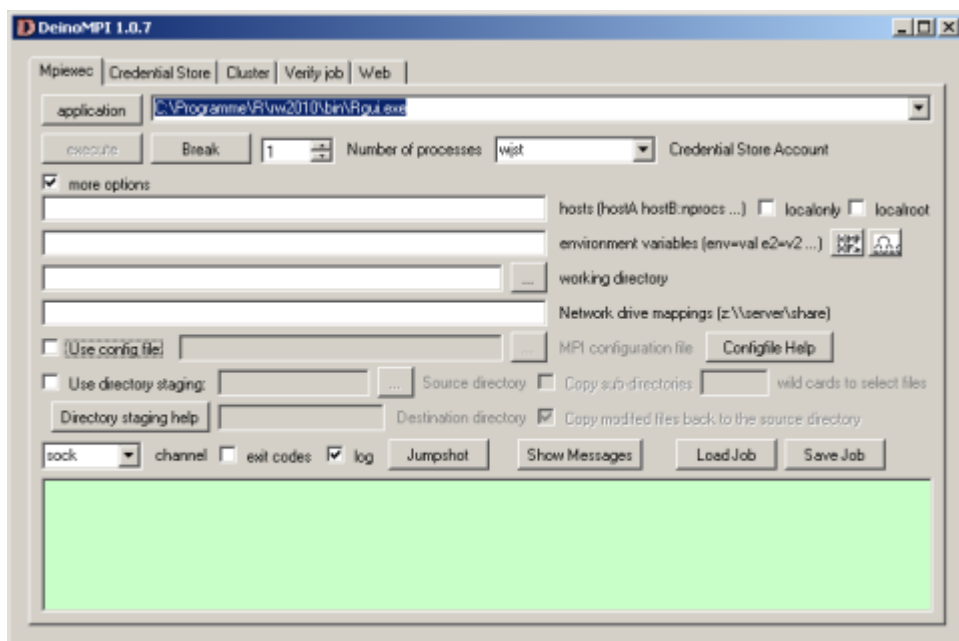 DeinoMPI 1.0.7
Mpiexec Credential Store Cluster Verify job Web
application C:\Programme\R\rw2010\bin\Rgui.exe
execute Break 1 Number of processes wjst Credential Store Account
more options
hosts (hostA hostB:nprocs ...) localonly localroot
environment variables (env=val e2=v2 ...)
... working directory
Network drive mappings (z:\\server\share)
Use config file: ... MPI configuration file Configfile Help
Use directory staging: ... Source directory Copy sub-directories wild cards to select files
Directory staging help Destination directory Copy modified files back to the source directory
sock channel exit codes log Jumpshot Show Messages Load Job Save Job